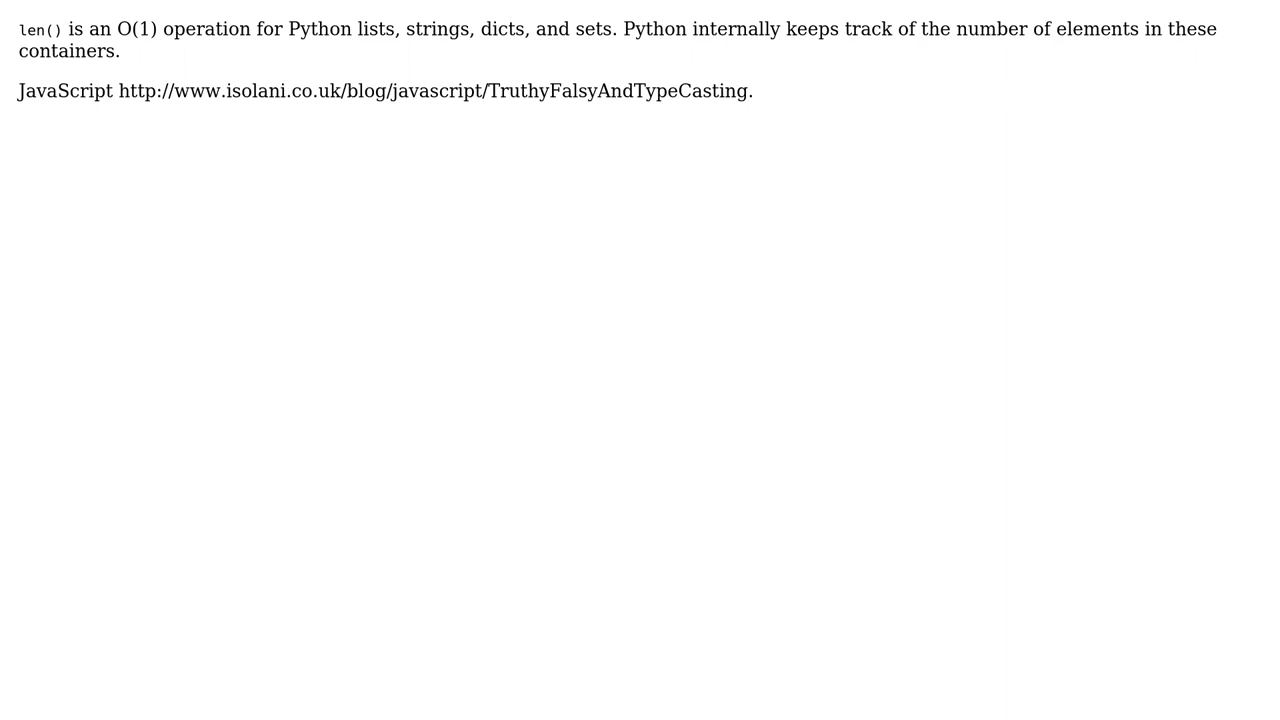 len() is an O(1) operation for Python lists, strings, dicts, and sets. Python internally keeps track of the number of elements in these
containers.
JavaScript http://www.isolani.co.uk/blog/javascript/TruthyFalsyAndTypeCasting.